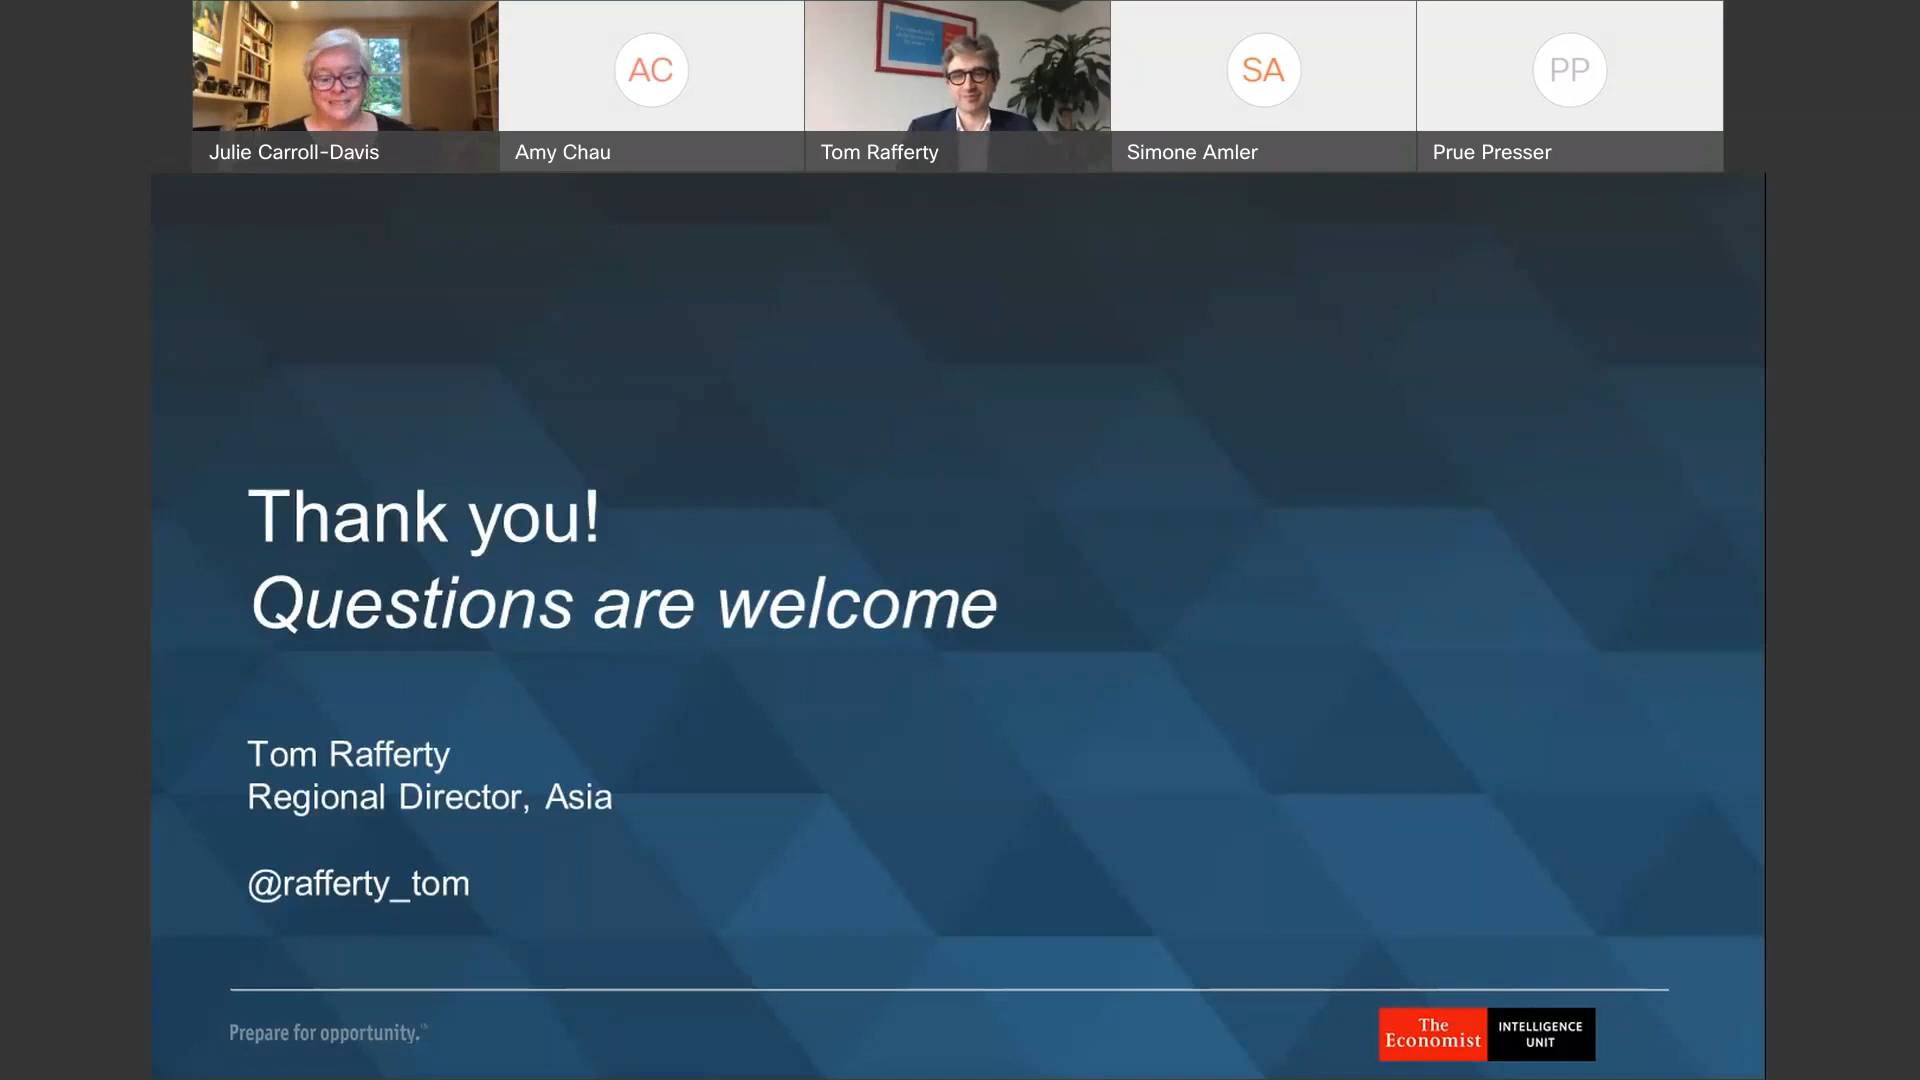 AC
SA
PP
Julie Carroll-Davis
Amy Chau
Tom Rafferty
Simone Amler
Prue Presser
Thank you!
Questions are welcome
Tom Rafferty
Regional Director, Asia
@rafferty_tom
Prepare for opportunity.
The
Economist
INTELLIGENCE
UNIT